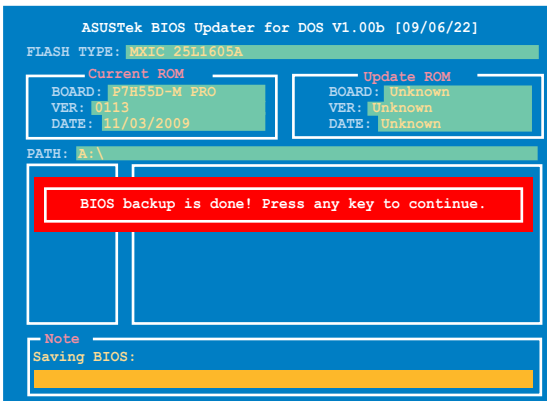 ASUSTek BIOS Updater for DOS V1.00b [09/06/22]
FLASH TYPE: MXIC 25L1605A
Current ROM
BOARD: P7H55D-M PRO
VER: 0113
DATE: 11/03/2009
Update ROM
BOARD: Unknown
VER: Unknown
DATE: Unknown
PATH: A:\
BIOS backup is done! Press any key to continue.
Note
Saving BIOS: